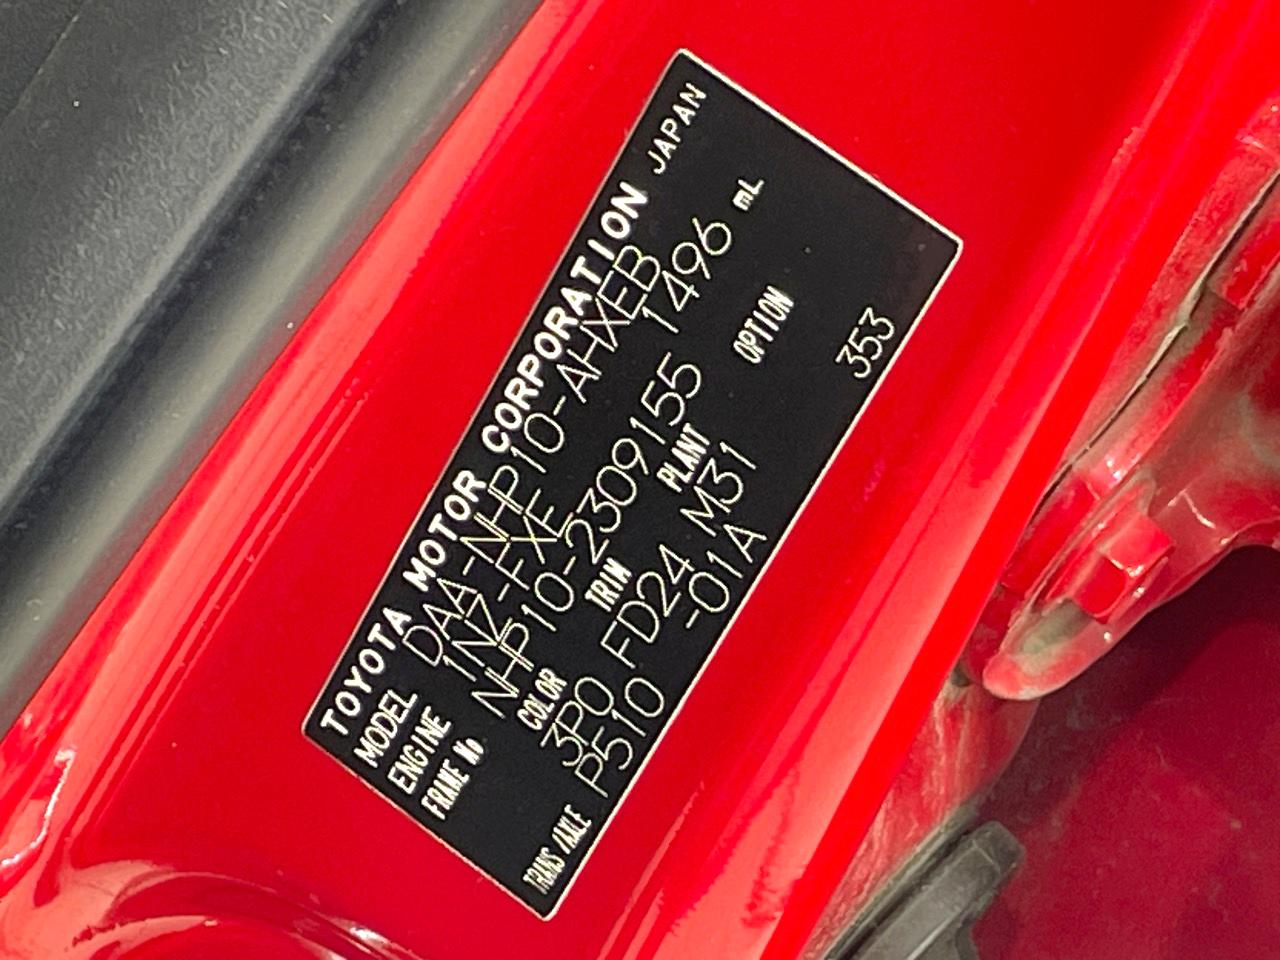 TOYOTA MOTOR CORPORATION JAPAN
MODEL DAA-NHP10-AHXEB
ENGINE 1NZ-FXE 1496 mL
FRAME No NHP10-2309155
COLOR TRIM PLANT OPTION
3P0 FD24 M31
TRANS/AXLE P510 -01A 353